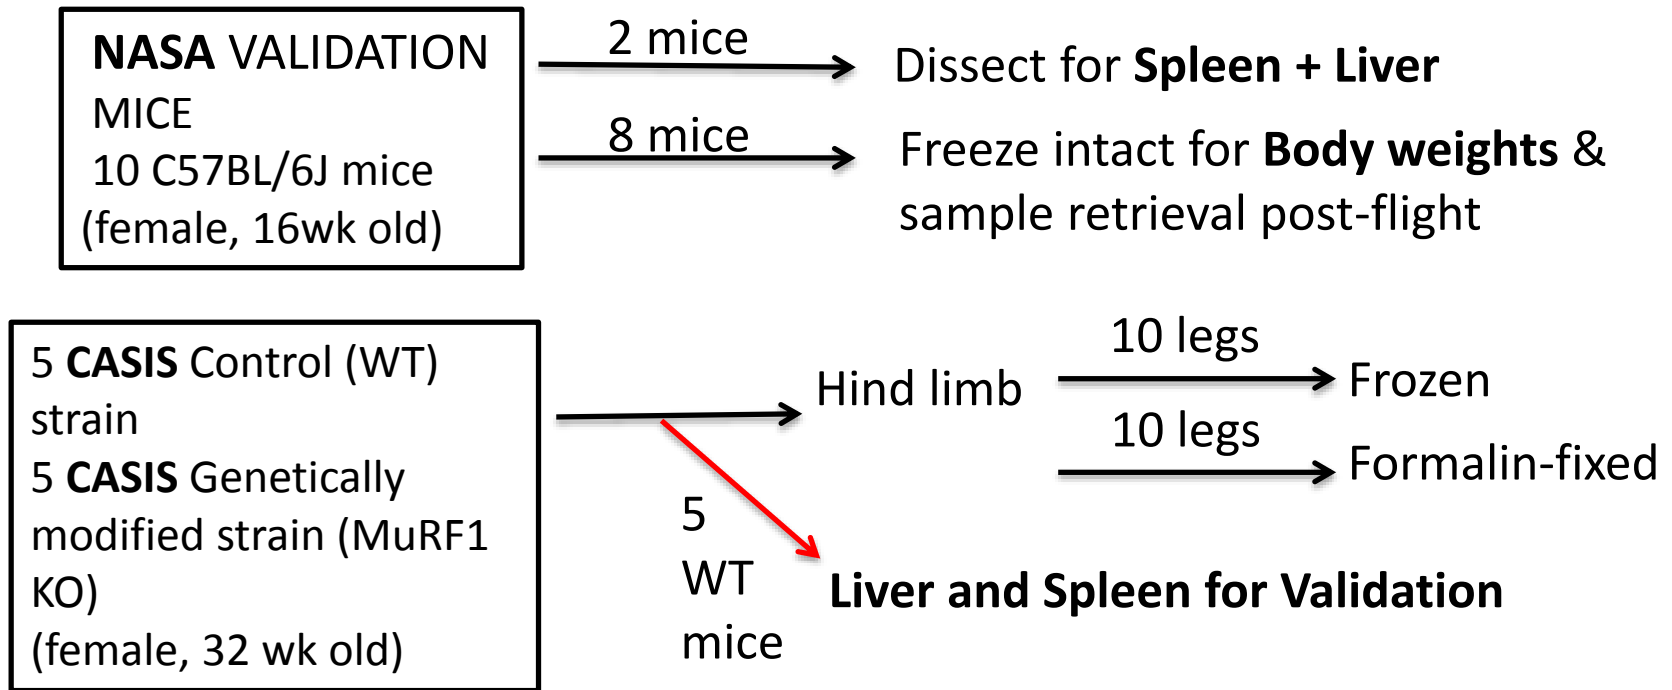 NASA VALIDATION
MICE
10 C57BL/6J mice
(female, 16wk old)
2 mice
Dissect for Spleen + Liver
8 mice
Freeze intact for Body weights &
sample retrieval post-flight
5 CASIS Control (WT)
strain
5 CASIS Genetically
modified strain (MuRF1
KO)
(female, 32 wk old)
Hind limb
10 legs
Frozen
10 legs
Formalin-fixed
5
WT
mice
Liver and Spleen for Validation